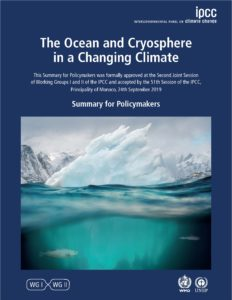 ipcc
INTERGOVERNMENTAL PANEL ON climate change
The Ocean and Cryosphere
in a Changing Climate
This Summary for Policymakers was formally approved at the Second Joint Session
of Working Groups I and II of the IPCC and accepted by the 51th Session of the IPCC,
Principality of Monaco, 24th September 2019
Summary for Policymakers
WG I
WG II
WMO
UNEP